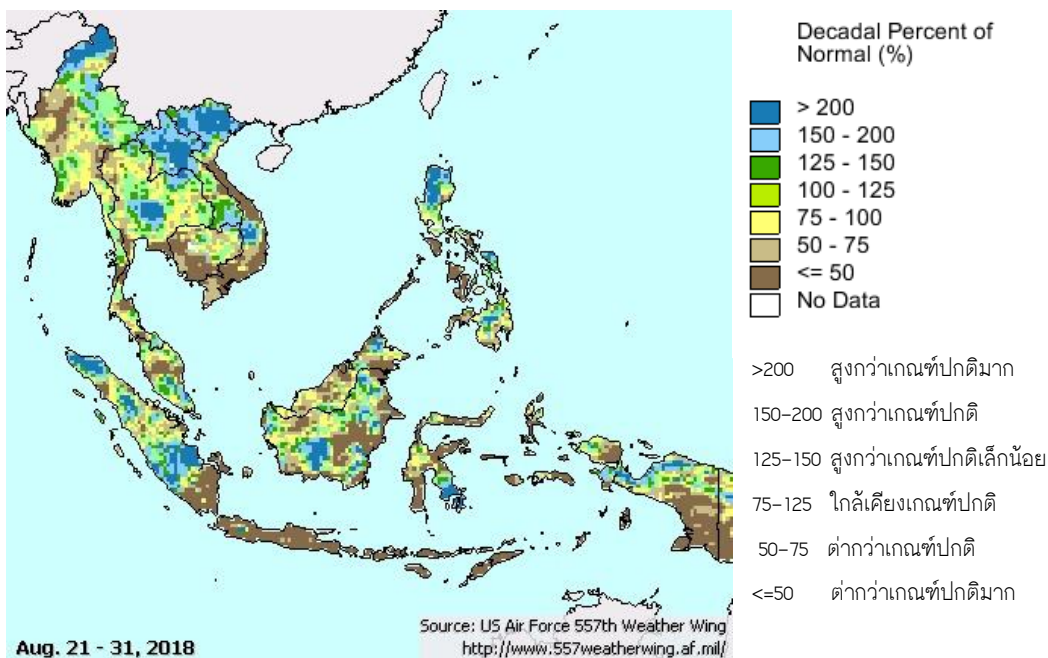 Decadal Percent of
Normal (%)
> 200
150 - 200
125 - 150
100 - 125
75 - 100
50 - 75
<= 50
No Data
>200 สูงกว่าเกณฑ์ปกติมาก
150-200 สูงกว่าเกณฑ์ปกติ
125-150 สูงกว่าเกณฑ์ปกติเล็กน้อย
75-125 ใกล้เคียงเกณฑ์ปกติ
50-75 ต่ากว่าเกณฑ์ปกติ
<=50 ต่ากว่าเกณฑ์ปกติมาก
Source: US Air Force 557th Weather Wing
Aug. 21 - 31, 2018 http://www.557weatherwing.af.mil/